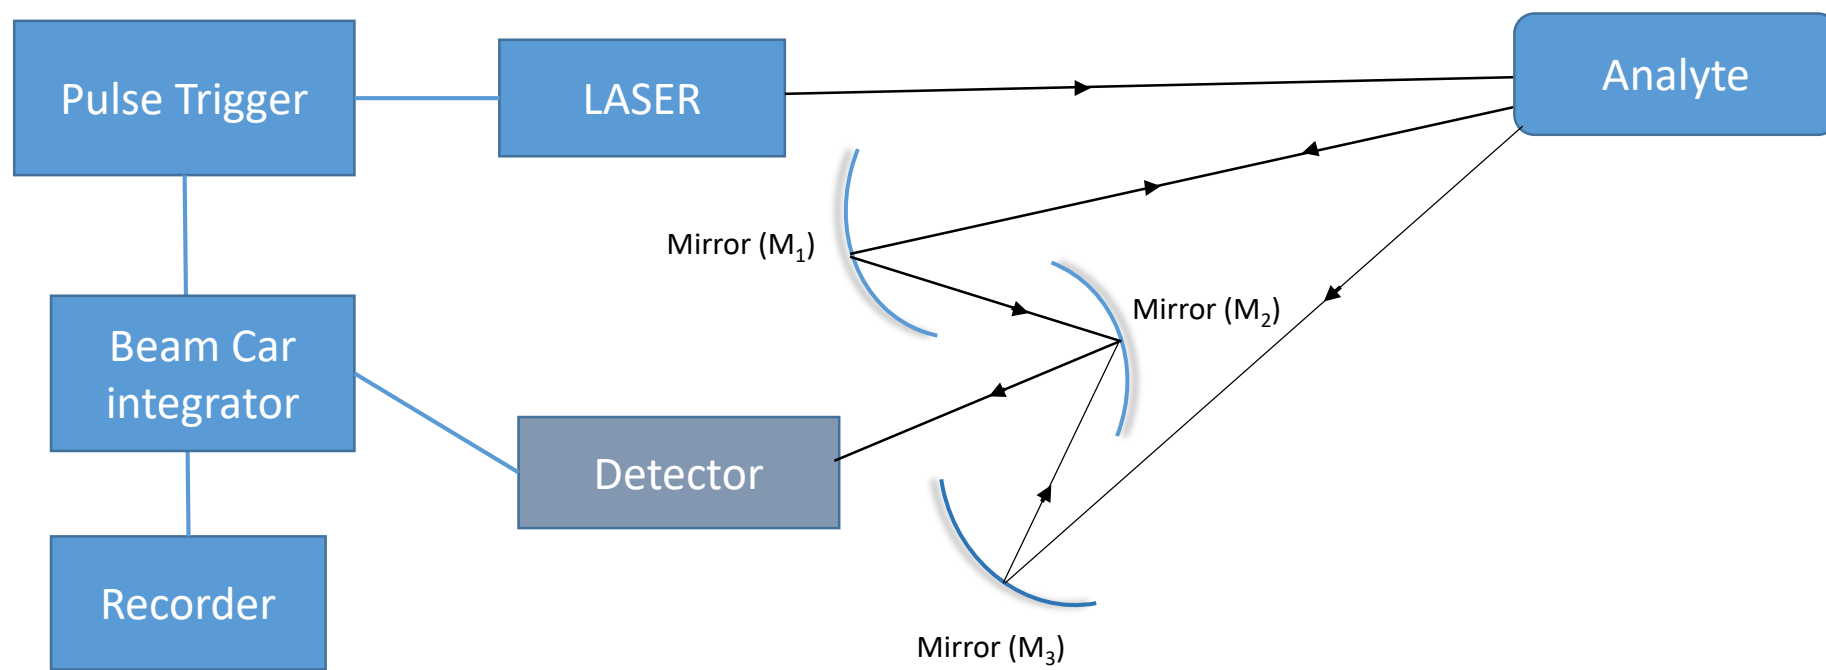 Pulse Trigger
LASER
Analyte
Mirror (M₁)
Mirror (M₂)
Beam Car
integrator
Detector
Recorder
Mirror (M₃)